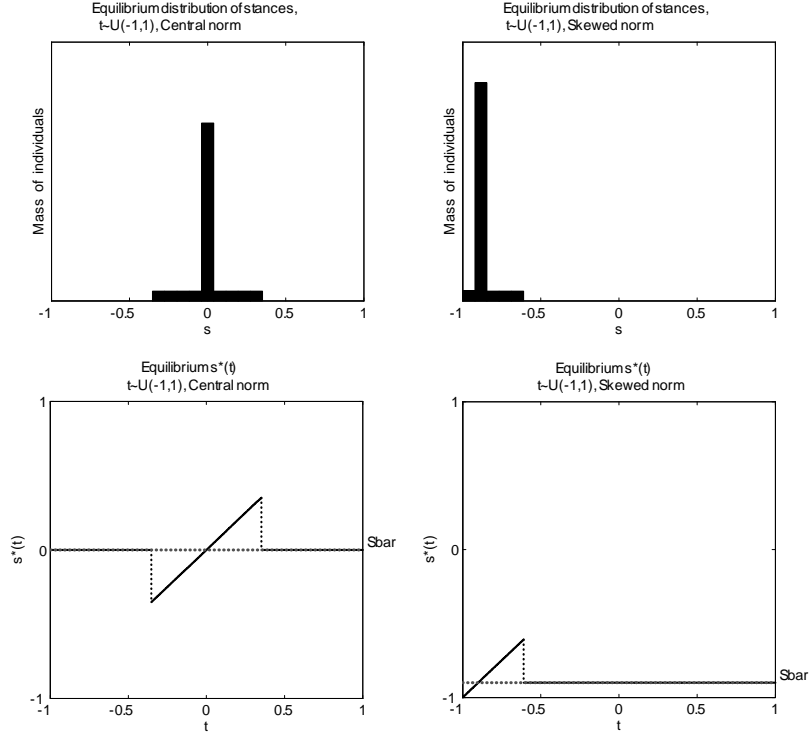 Equilibrium distribution of stances,
t~U(-1,1), Central norm
Mass of individuals
-1 -0.5 0 0.5 1
s
Equilibrium distribution of stances,
t~U(-1,1), Skewed norm
Mass of individuals
-1 -0.5 0 0.5 1
s
Equilibrium s*(t)
t~U(-1,1), Central norm
1
s*(t)
0
Sbar
-1
-1 -0.5 0 0.5 1
t
Equilibrium s*(t)
t~U(-1,1), Skewed norm
1
s*(t)
0
Sbar
-1
-1 -0.5 0 0.5 1
t